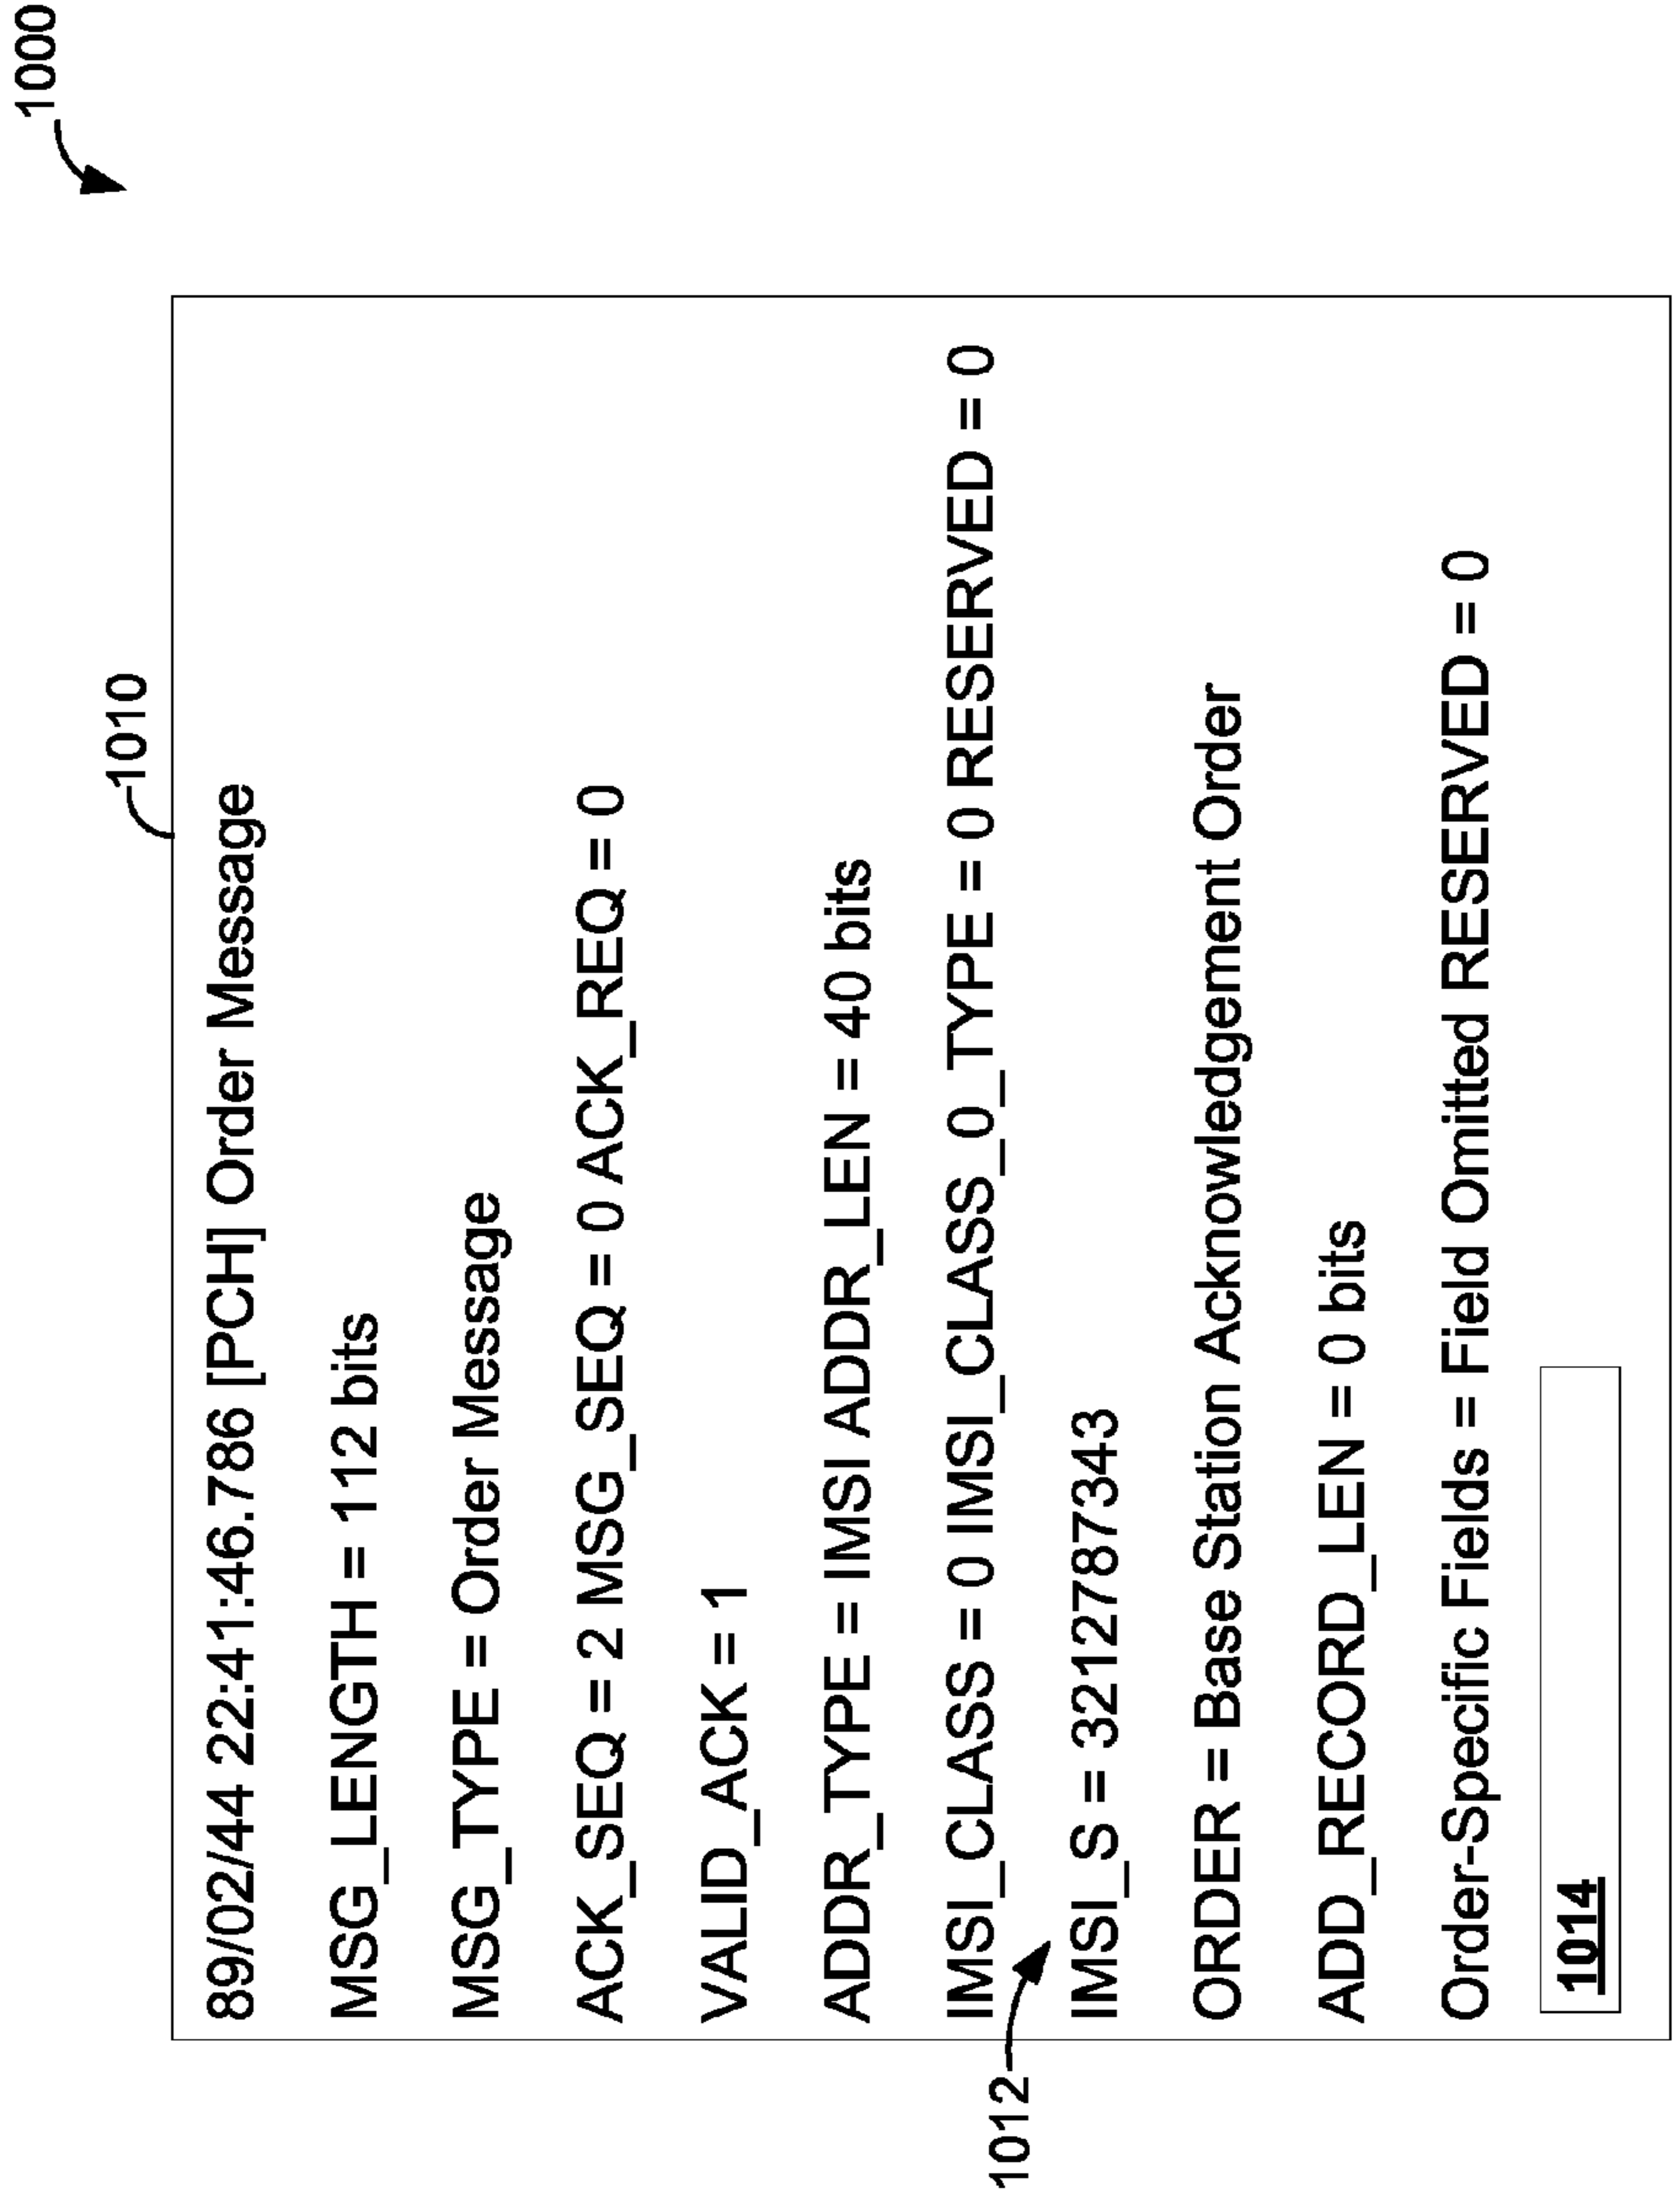 1000
1010
89/02/44 22:41:46.786 [PCH] Order Message
MSG_LENGTH = 112 bits
MSG_TYPE = Order Message
ACK_SEQ = 2 MSG_SEQ = 0 ACK_REQ = 0
VALID_ACK = 1
ADDR_TYPE = IMSI ADDR_LEN = 40 bits
IMSI_CLASS = 0 IMSI_CLASS_0_TYPE = 0 RESERVED = 0
1012
IMSI_S = 3212787343
ORDER = Base Station Acknowledgement Order
ADD_RECORD_LEN = 0 bits
Order-Specific Fields = Field Omitted RESERVED = 0
1014